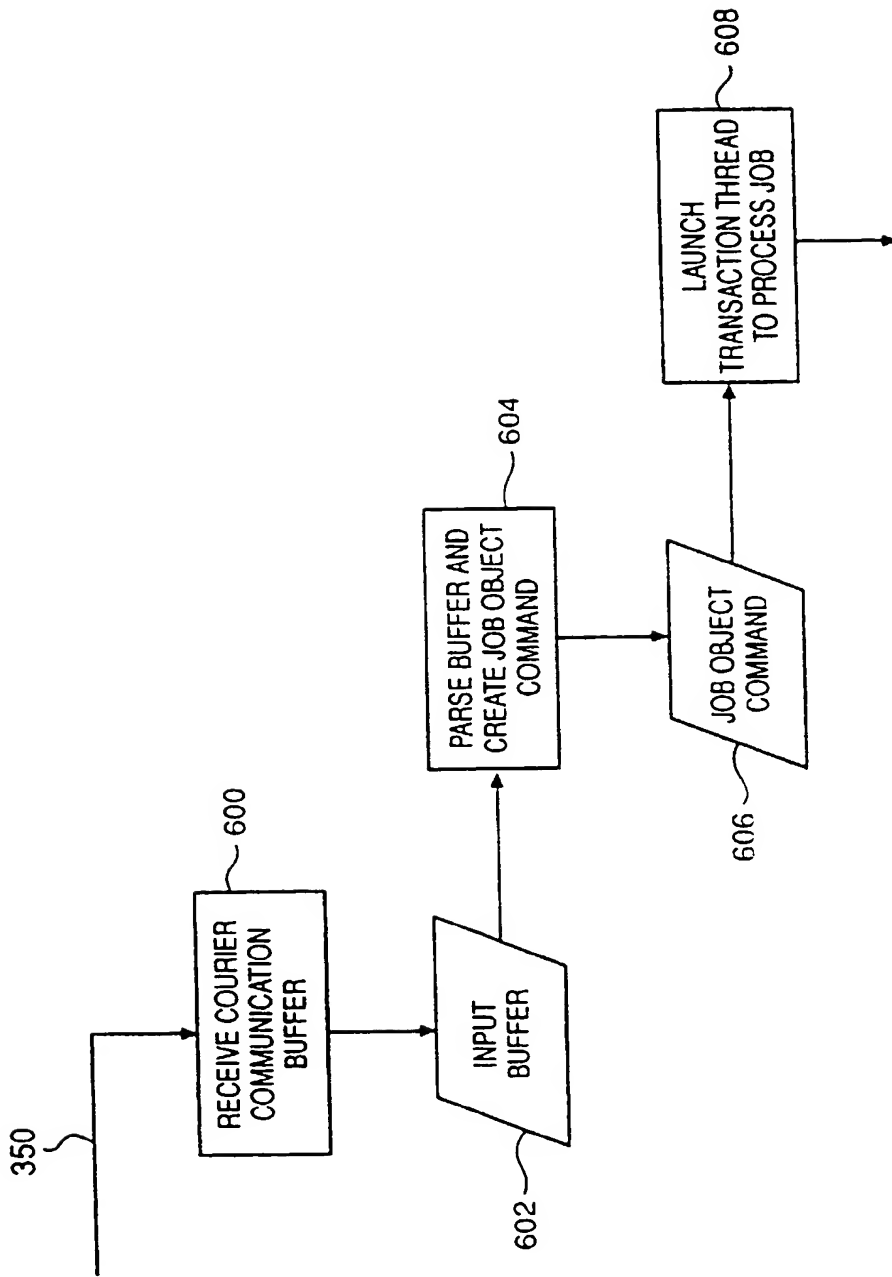 350
RECEIVE COURIER
COMMUNICATION
BUFFER
600
INPUT
BUFFER
602
PARSE BUFFER AND
CREATE JOB OBJECT
COMMAND
604
JOB OBJECT
COMMAND
606
LAUNCH
TRANSACTION THREAD
TO PROCESS JOB
608